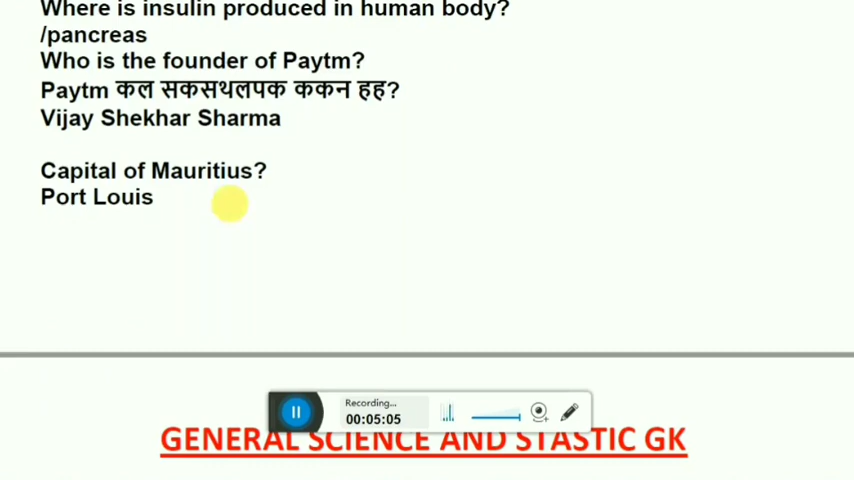 Where is insulin produced in human body?
/pancreas
Who is the founder of Paytm?
Paytm कल सकसथलपक ककन हह?
Vijay Shekhar Sharma
Capital of Mauritius?
Port Louis
Recording...
00:05:05
GENERAL SCIENCE AND STASTIC GK